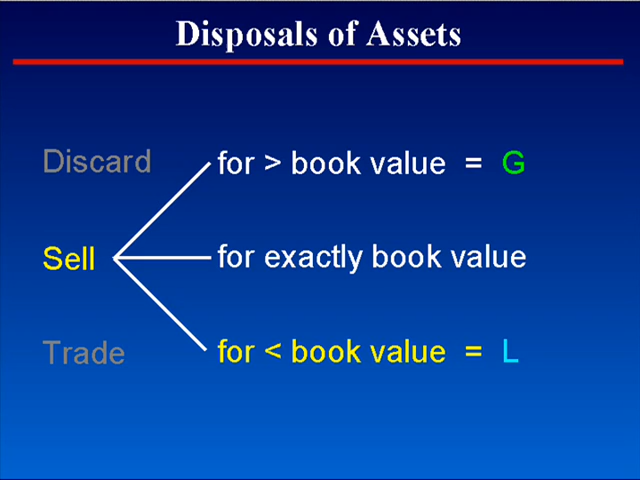 Disposals of Assets
Discard
for > book value = G
Sell
for exactly book value
Trade
for < book value = L